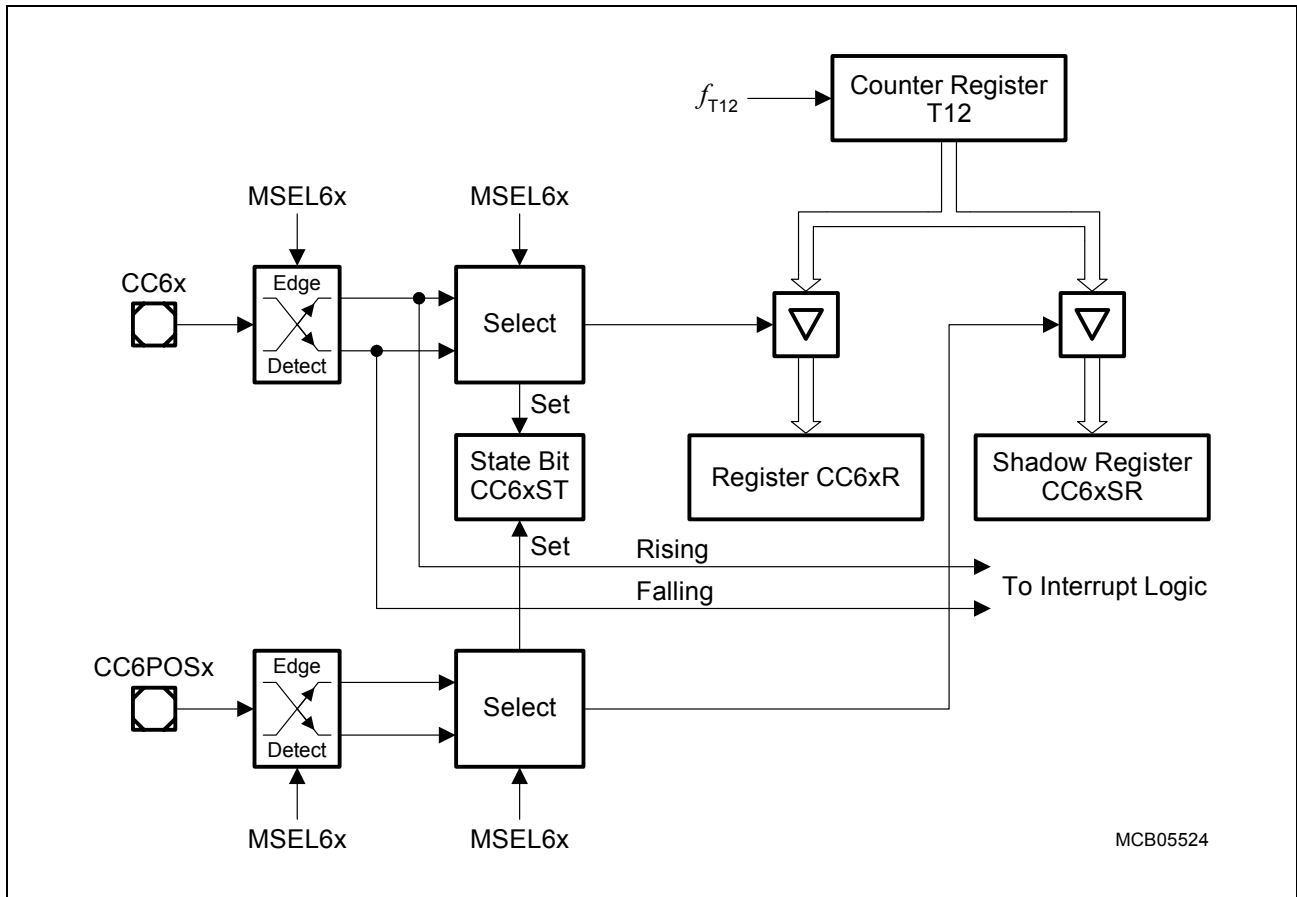 Counter Register
T12
fT12
MSEL6x
MSEL6x
CC6x
Edge
Detect
Select
Set
State Bit
CC6xST
Register CC6xR
Shadow Register
CC6xSR
Set
Rising
Falling
To Interrupt Logic
CC6POSx
Edge
Detect
Select
MSEL6x
MSEL6x
MCB05524